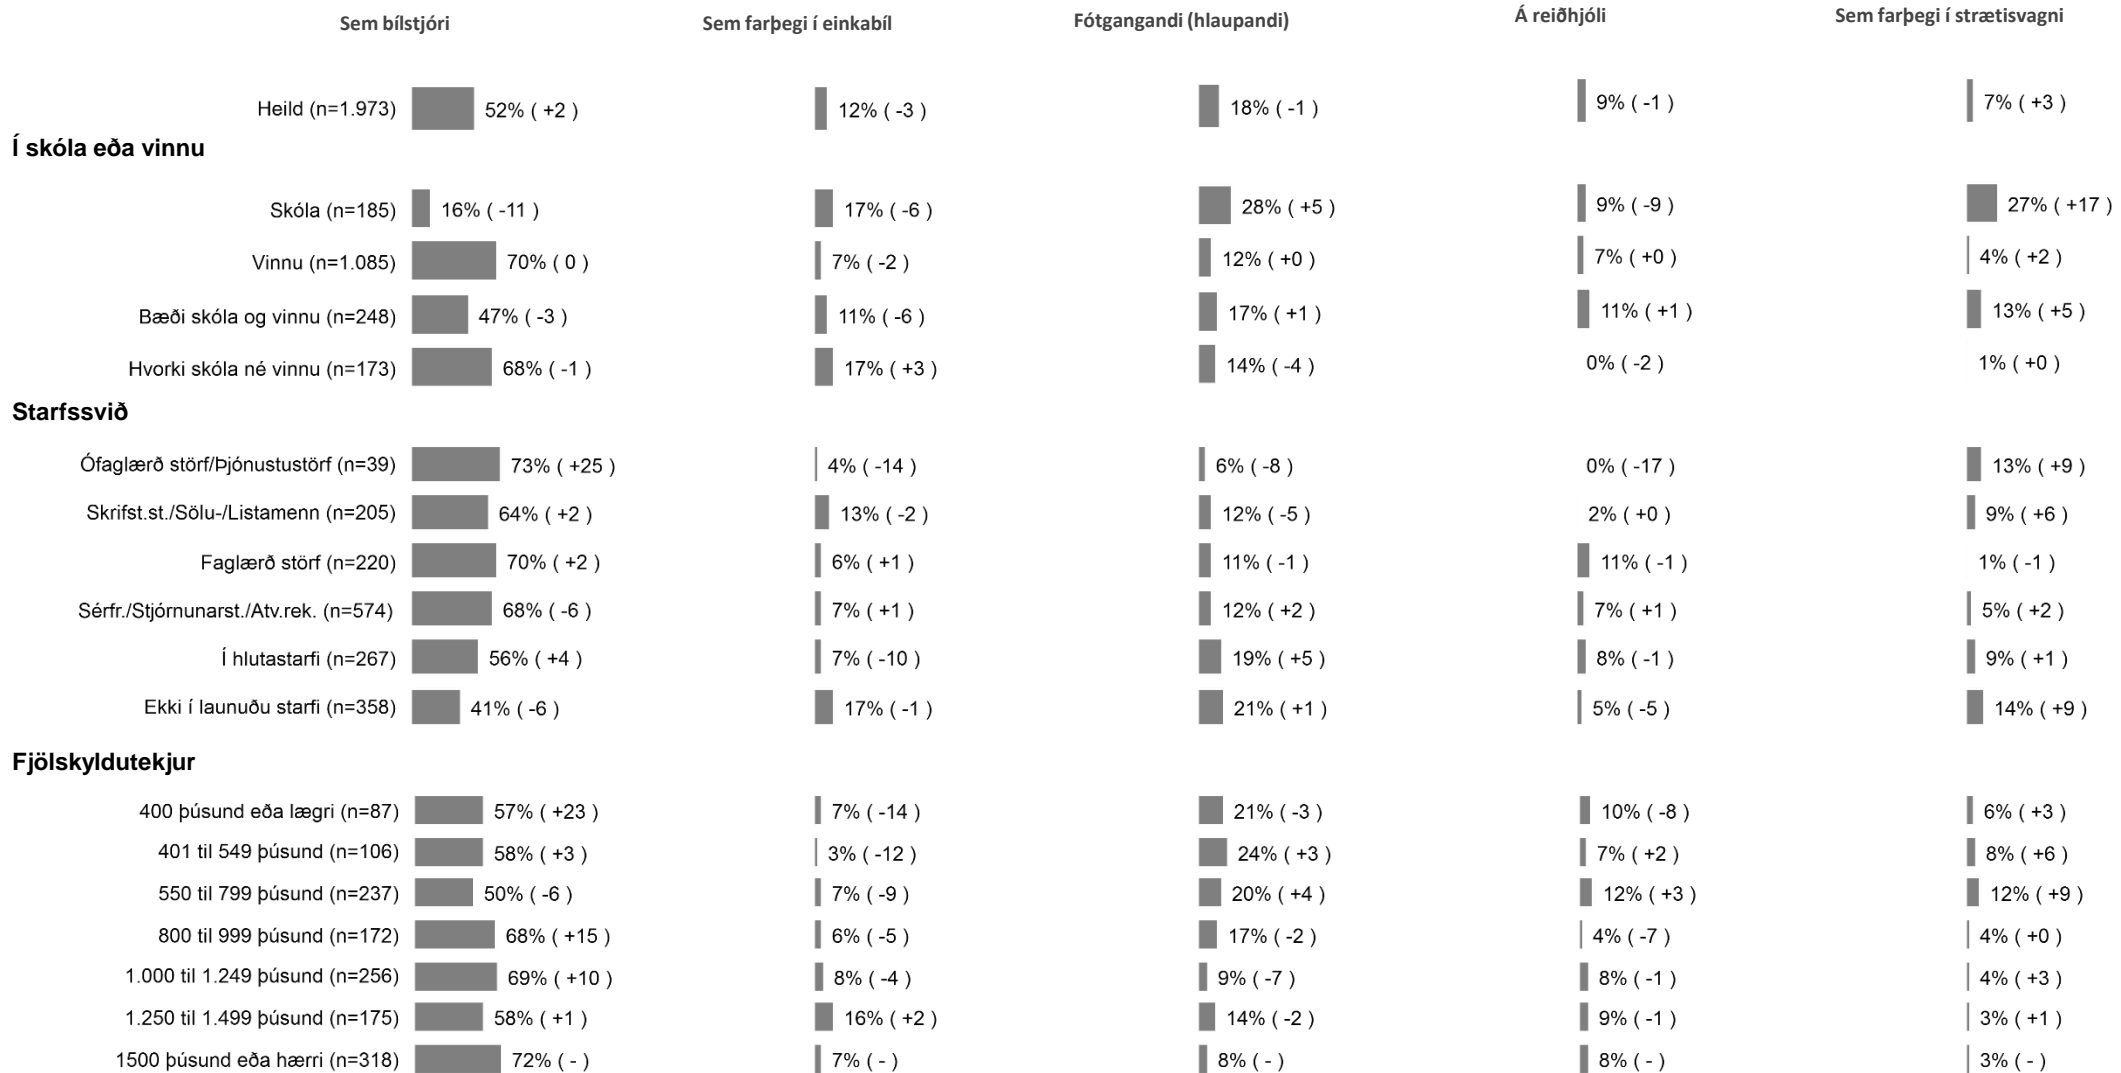 Sem bílstjóri Sem farþegi í einkabíl Fótgangandi (hlaupandi) Á reiðhjóli Sem farþegi í strætisvagni
Heild (n=1.973) 52% ( +2 ) 12% ( -3 ) 18% ( -1 ) 9% ( -1 ) 7% ( +3 )
Í skóla eða vinnu
Skóla (n=185) 16% ( -11 ) 17% ( -6 ) 28% ( +5 ) 9% ( -9 ) 27% ( +17 )
Vinnu (n=1.085) 70% ( 0 ) 7% ( -2 ) 12% ( +0 ) 7% ( +0 ) 4% ( +2 )
Bæði skóla og vinnu (n=248) 47% ( -3 ) 11% ( -6 ) 17% ( +1 ) 11% ( +1 ) 13% ( +5 )
Hvorki skóla né vinnu (n=173) 68% ( -1 ) 17% ( +3 ) 14% ( -4 ) 0% ( -2 ) 1% ( +0 )
Starfssvið
Ófaglærð störf/Þjónustustörf (n=39) 73% ( +25 ) 4% ( -14 ) 6% ( -8 ) 0% ( -17 ) 13% ( +9 )
Skrifst.st./Sölu-/Listamenn (n=205) 64% ( +2 ) 13% ( -2 ) 12% ( -5 ) 2% ( +0 ) 9% ( +6 )
Faglærð störf (n=220) 70% ( +2 ) 6% ( +1 ) 11% ( -1 ) 11% ( -1 ) 1% ( -1 )
Sérfr./Stjórnunarst./Atv.rek. (n=574) 68% ( -6 ) 7% ( +1 ) 12% ( +2 ) 7% ( +1 ) 5% ( +2 )
Í hlutastarfi (n=267) 56% ( +4 ) 7% ( -10 ) 19% ( +5 ) 8% ( -1 ) 9% ( +1 )
Ekki í launuðu starfi (n=358) 41% ( -6 ) 17% ( -1 ) 21% ( +1 ) 5% ( -5 ) 14% ( +9 )
Fjölskyldutekjur
400 þúsund eða lægri (n=87) 57% ( +23 ) 7% ( -14 ) 21% ( -3 ) 10% ( -8 ) 6% ( +3 )
401 til 549 þúsund (n=106) 58% ( +3 ) 3% ( -12 ) 24% ( +3 ) 7% ( +2 ) 8% ( +6 )
550 til 799 þúsund (n=237) 50% ( -6 ) 7% ( -9 ) 20% ( +4 ) 12% ( +3 ) 12% ( +9 )
800 til 999 þúsund (n=172) 68% ( +15 ) 6% ( -5 ) 17% ( -2 ) 4% ( -7 ) 4% ( +0 )
1.000 til 1.249 þúsund (n=256) 69% ( +10 ) 8% ( -4 ) 9% ( -7 ) 8% ( -1 ) 4% ( +3 )
1.250 til 1.499 þúsund (n=175) 58% ( +1 ) 16% ( +2 ) 14% ( -2 ) 9% ( -1 ) 3% ( +1 )
1500 þúsund eða hærri (n=318) 72% ( - ) 7% ( - ) 8% ( - ) 8% ( - ) 3% ( - )